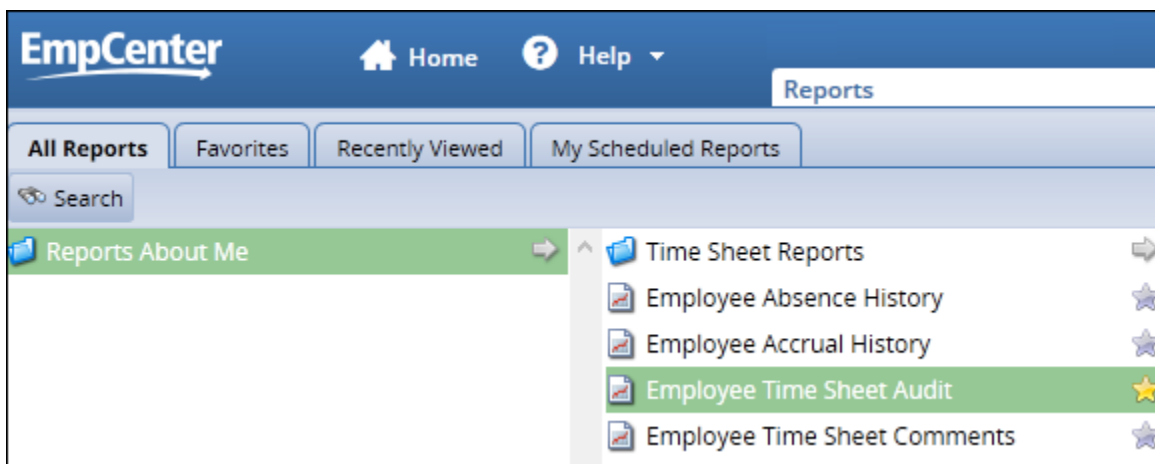 EmpCenter
Home
Help
Reports
All Reports
Favorites
Recently Viewed
My Scheduled Reports
Search
Reports About Me
Time Sheet Reports
Employee Absence History
Employee Accrual History
Employee Time Sheet Audit
Employee Time Sheet Comments